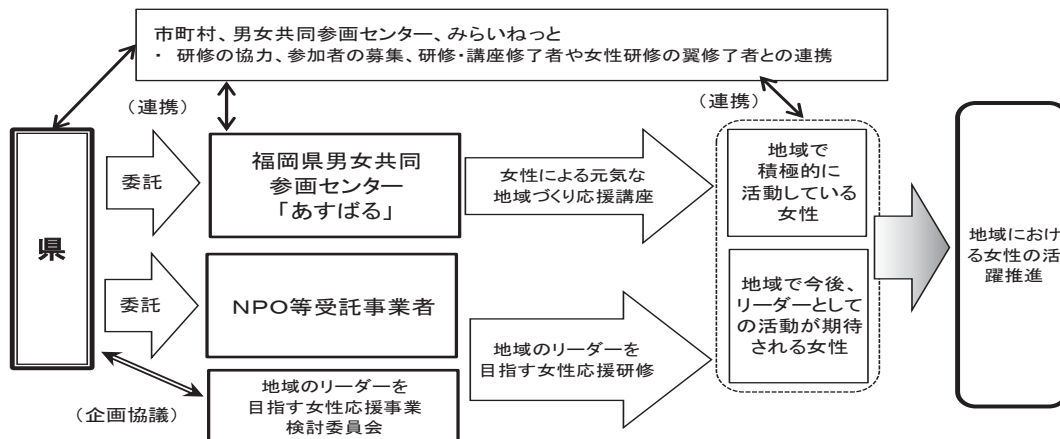 市町村、男女共同参画センター、みらいねっと
・ 研修の協力、参加者の募集、研修・講座修了者や女性研修の翼修了者との連携
（連携）
（連携）
県
委託
福岡県男女共同
参画センター
「あすばる」
女性による元気な
地域づくり応援講座
地域で
積極的に
活動している
女性
委託
NPO等受託事業者
地域のリーダーを
目指す女性応援研修
地域で今後、
リーダーとして
の活動が期待
される女性
地域におけ
る女性の活
躍推進
（企画協議）
地域のリーダーを
目指す女性応援事業
検討委員会